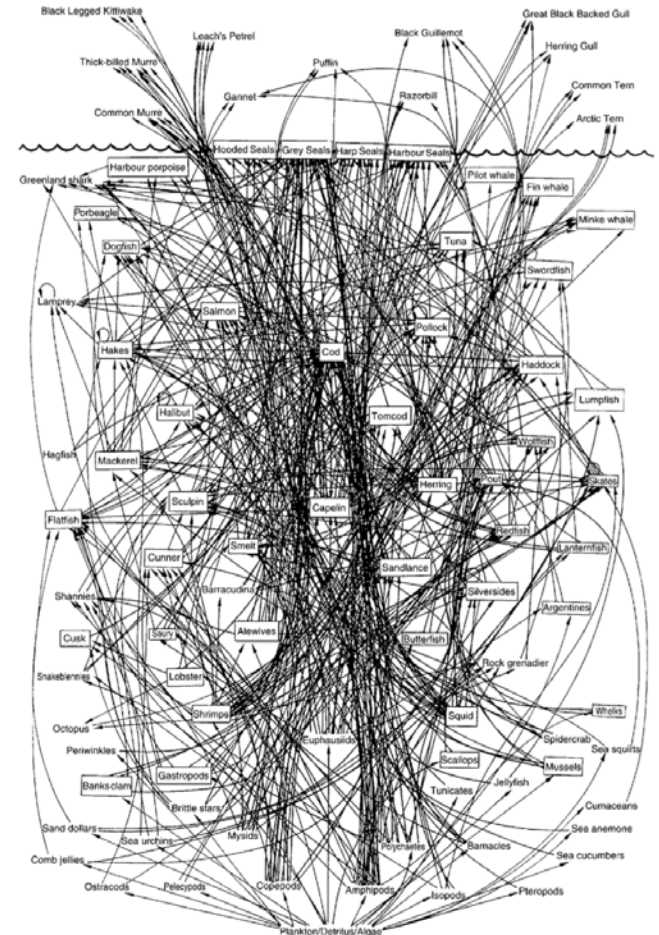 Black Legged Kittiwake
Great Black Backed Gull
Leach's Petrel
Black Guillemot
Herring Gull
Thick-billed Murre
Puffin
Common Tern
Gannet
Razorbill
Common Murre
Arctic Tern
Hooded Seals
Grey Seals
Harp Seals
Harbour Seals
Harbour porpoise
Pilot whale
Greenland shark
Fin whale
Porbeagle
Minke whale
Dogfish
Tuna
Swordfish
Lamprey
Salmon
Pollock
Hakes
Cod
Haddock
Lumpfish
Halibut
Tomcod
Wolffish
Hagfish
Mackerel
Herring
Pout
Skates
Sculpin
Capelin
Flatfish
Redfish
Smelt
Lanternfish
Cunner
Sandlance
Barracudina
Silversides
Shannies
Argentines
Cusk
Saury
Alewives
Butterfish
Rock grenadier
Snakeblennies
Lobster
Shrimps
Squid
Whelks
Octopus
Euphausiids
Spidercrab
Sea squirts
Periwinkles
Scallops
Mussels
Gastropods
Jellyfish
Banksclam
Tunicates
Brittle stars
Cumaceans
Sand dollars
Mysids
Sea anemone
Sea urchins
Polychaetes
Barnacles
Sea cucumbers
Comb jellies
Ostracods
Pelecypods
Copepods
Amphipods
Isopods
Pteropods
Plankton/Detritus/Algae